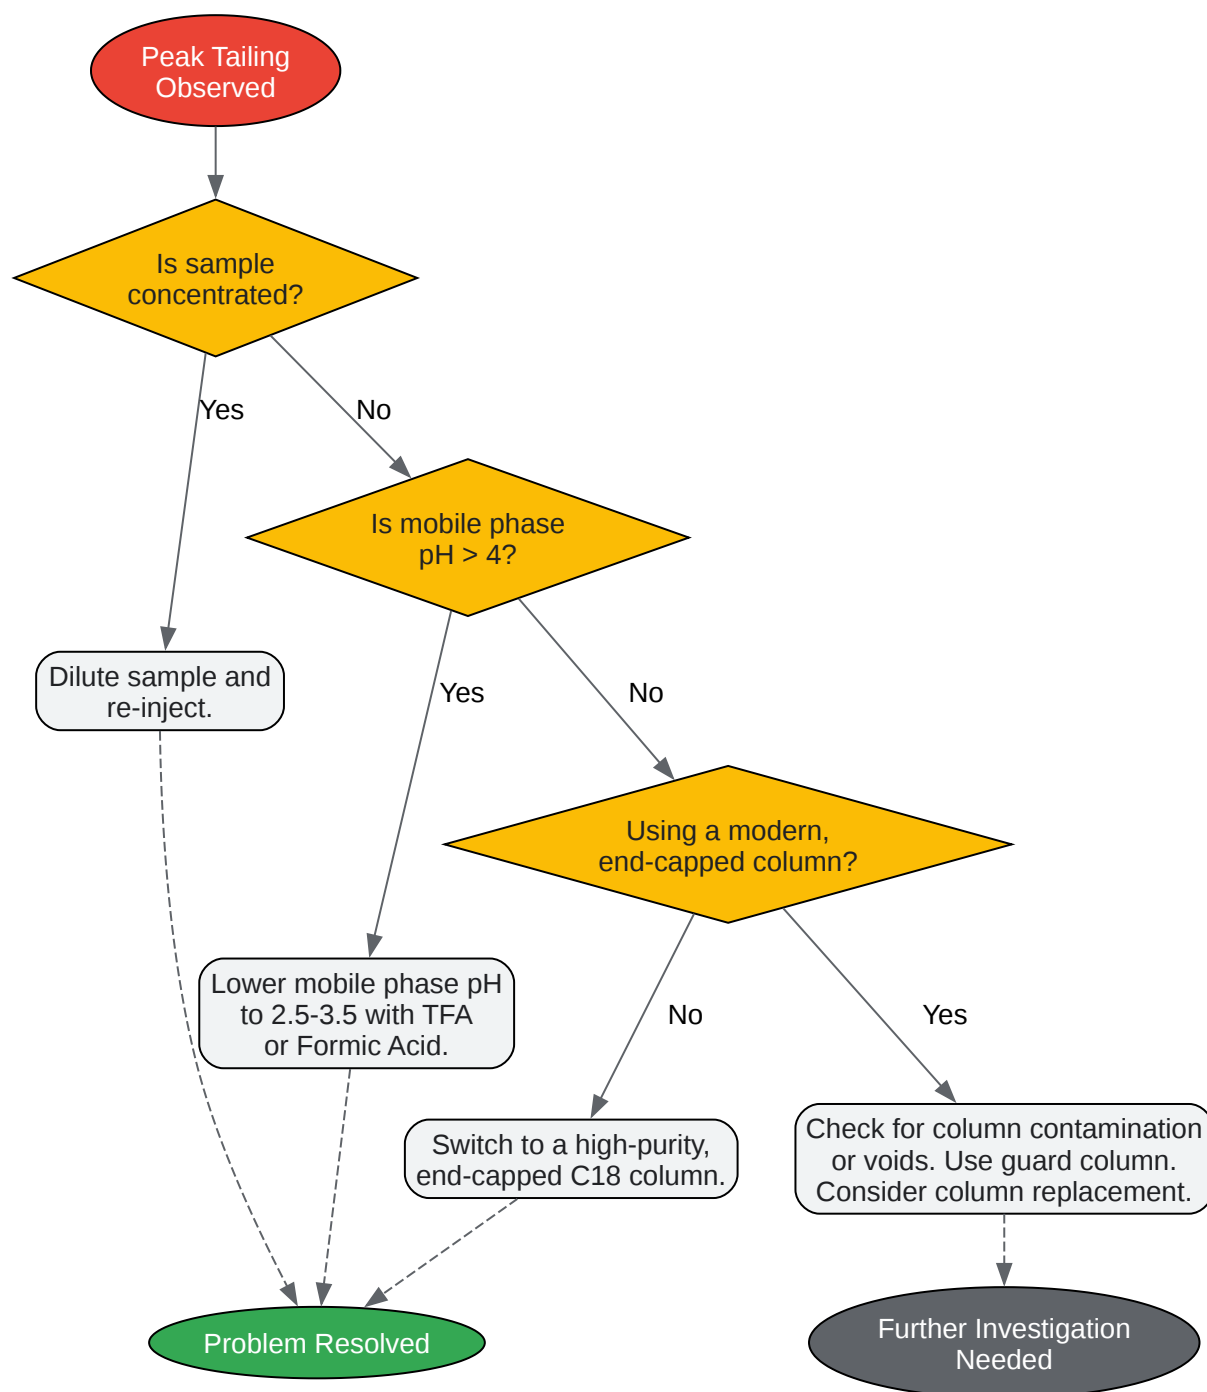 Peak Tailing
Observed
Is sample
concentrated?
Yes
No
Is mobile phase
pH > 4?
Dilute sample and
re-inject.
Yes
No
Using a modern,
end-capped column?
Lower mobile phase pH
to 2.5-3.5 with TFA
or Formic Acid.
No
Yes
Switch to a high-purity,
end-capped C18 column.
Check for column contamination
or voids. Use guard column.
Consider column replacement.
Problem Resolved
Further Investigation
Needed